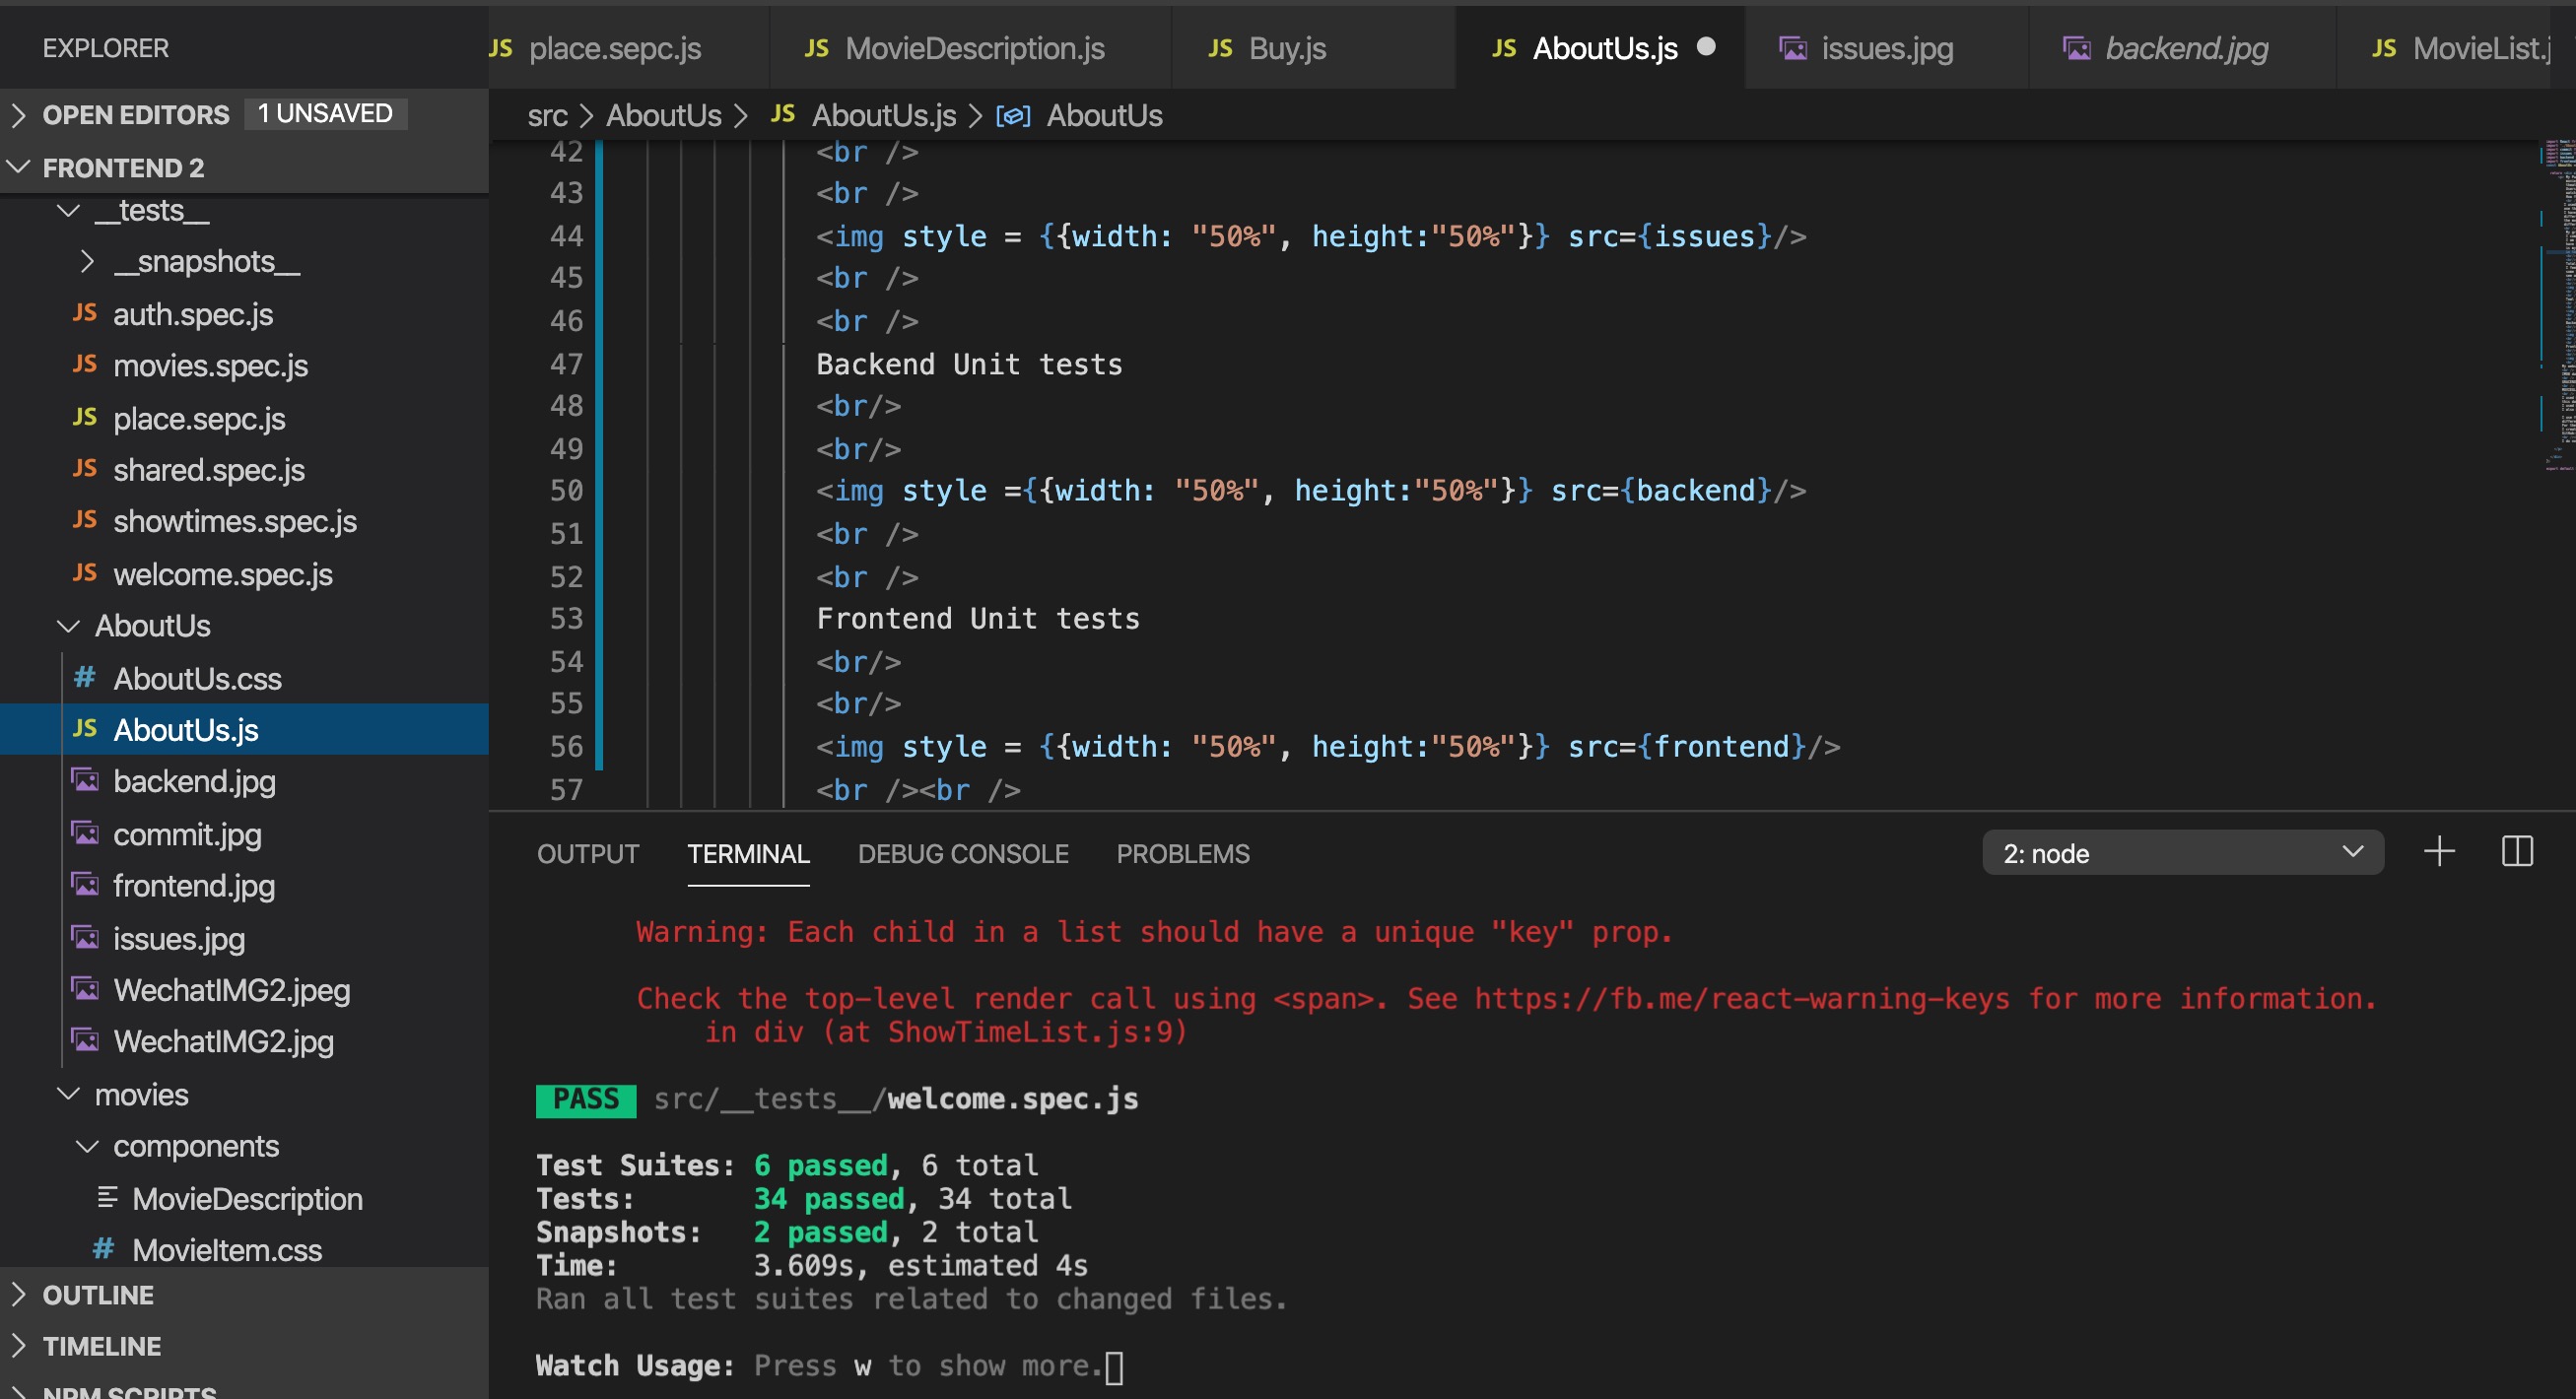 EXPLORER
OPEN EDITORS 1 UNSAVED
FRONTEND 2
__tests__
__snapshots__
JS auth.spec.js
JS movies.spec.js
JS place.sepc.js
JS shared.spec.js
JS showtimes.spec.js
JS welcome.spec.js
AboutUs
# AboutUs.css
JS AboutUs.js
backend.jpg
commit.jpg
frontend.jpg
issues.jpg
WechatIMG2.jpeg
WechatIMG2.jpg
movies
components
MovieDescription
# MovieItem.css
OUTLINE
TIMELINE
NPM SCRIPTS
JS place.sepc.js JS MovieDescription.js JS Buy.js JS AboutUs.js issues.jpg backend.jpg JS MovieList.j
src > AboutUs > JS AboutUs.js > AboutUs
42 <br />
43 <br />
44 <img style = {{width: "50%", height:"50%"}} src={issues}/>
45 <br />
46 <br />
47 Backend Unit tests
48 <br/>
49 <br/>
50 <img style ={{width: "50%", height:"50%"}} src={backend}/>
51 <br />
52 <br />
53 Frontend Unit tests
54 <br/>
55 <br/>
56 <img style = {{width: "50%", height:"50%"}} src={frontend}/>
57 <br /><br />
OUTPUT TERMINAL DEBUG CONSOLE PROBLEMS 2: node
Warning: Each child in a list should have a unique "key" prop.
Check the top-level render call using <span>. See https://fb.me/react-warning-keys for more information.
in div (at ShowTimeList.js:9)
PASS src/__tests__/welcome.spec.js
Test Suites: 6 passed, 6 total
Tests: 34 passed, 34 total
Snapshots: 2 passed, 2 total
Time: 3.609s, estimated 4s
Ran all test suites related to changed files.
Watch Usage: Press w to show more.